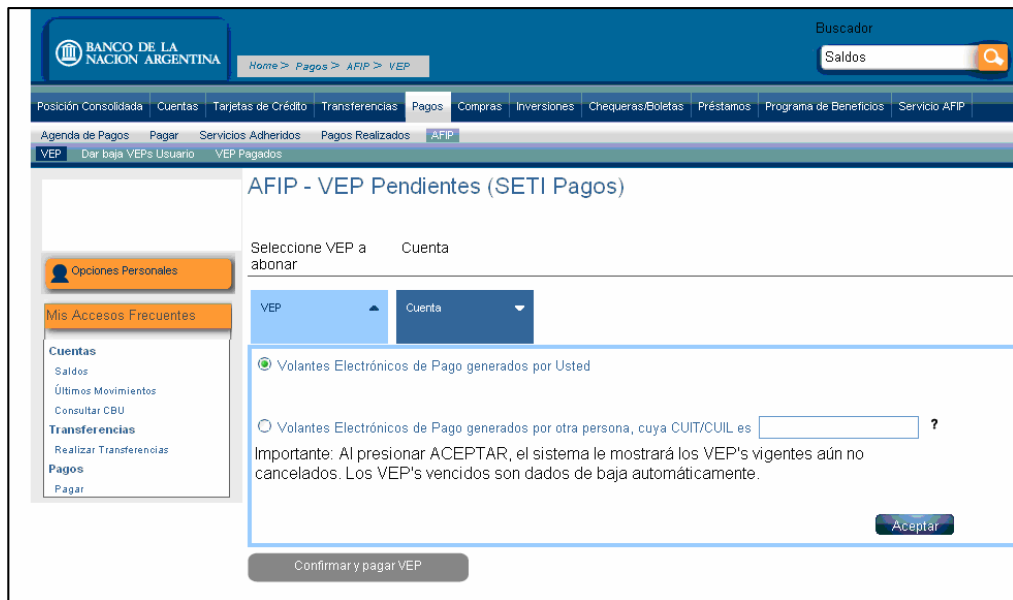 Buscador
BANCO DE LA
NACION ARGENTINA
Home > Pagos > AFIP > VEP
Saldos
Posición Consolidada Cuentas Tarjetas de Crédito Transferencias Pagos Compras Inversiones Chequeras/Boletas Préstamos Programa de Beneficios Servicio AFIP
Agenda de Pagos Pagar Servicios Adheridos Pagos Realizados AFIP
VEP Dar baja VEPs Usuario VEP Pagados
AFIP - VEP Pendientes (SETI Pagos)
Seleccione VEP a
abonar
Cuenta
Opciones Personales
Mis Accesos Frecuentes
Cuentas
Saldos
Últimos Movimientos
Consultar CBU
Transferencias
Realizar Transferencias
Pagos
Pagar
VEP Cuenta
Volantes Electrónicos de Pago generados por Usted
Volantes Electrónicos de Pago generados por otra persona, cuya CUIT/CUIL es ?
Importante: Al presionar ACEPTAR, el sistema le mostrará los VEP's vigentes aún no
cancelados. Los VEP's vencidos son dados de baja automáticamente.
Aceptar
Confirmar y pagar VEP